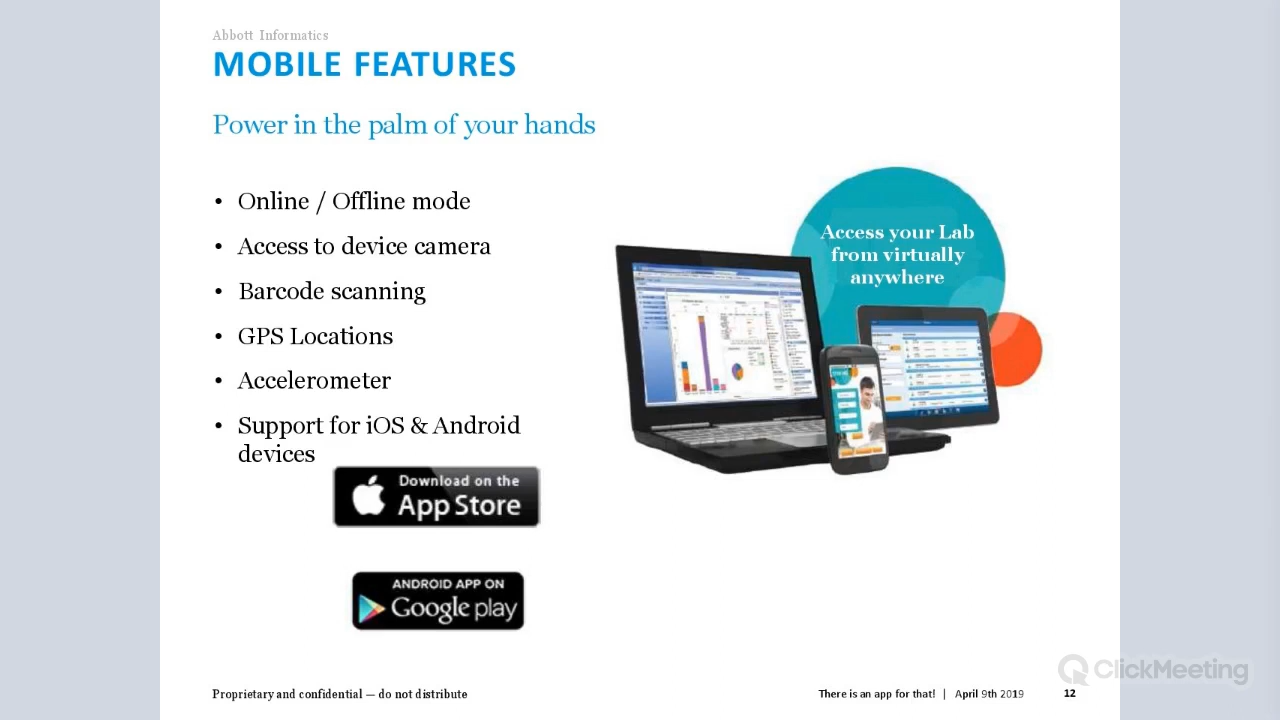 Abbott Informatics
MOBILE FEATURES
Power in the palm of your hands
• Online / Offline mode
• Access to device camera
• Barcode scanning
• GPS Locations
• Accelerometer
• Support for iOS & Android
devices
Download on the
App Store
ANDROID APP ON
Google play
Access your Lab
from virtually
anywhere
Proprietary and confidential — do not distribute
There is an app for that! | April 9th 2019
12
ClickMeeting